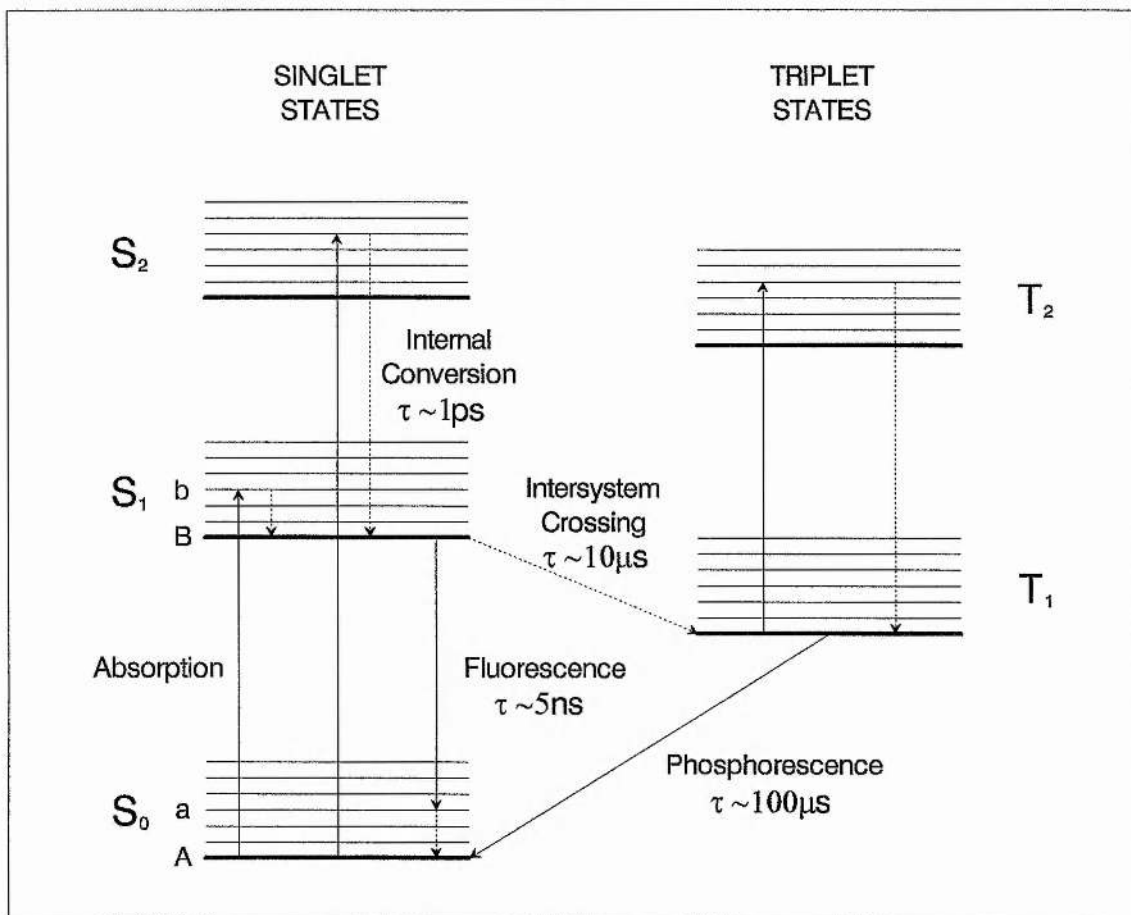 SINGLET
STATES
TRIPLET
STATES
S₂
T₂
Internal
Conversion
τ ~1ps
S₁
b
B
Intersystem
Crossing
τ ~10μs
T₁
Absorption
Fluorescence
τ ~5ns
Phosphorescence
τ ~100μs
S₀
a
A